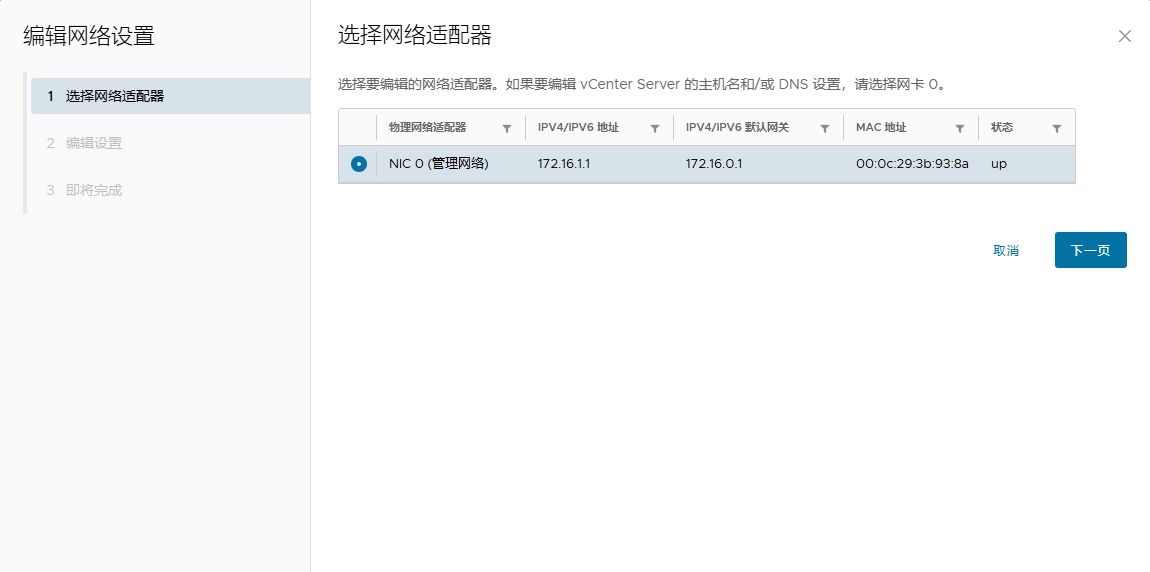 编辑网络设置
1 选择网络适配器
2 编辑设置
3 即将完成
选择网络适配器
选择要编辑的网络适配器。如果要编辑 vCenter Server 的主机名和/或 DNS 设置，请选择网卡 0。
物理网络适配器 IPV4/IPV6 地址 IPV4/IPV6 默认网关 MAC 地址 状态
NIC 0 (管理网络) 172.16.1.1 172.16.0.1 00:0c:29:3b:93:8a up
取消 下一页